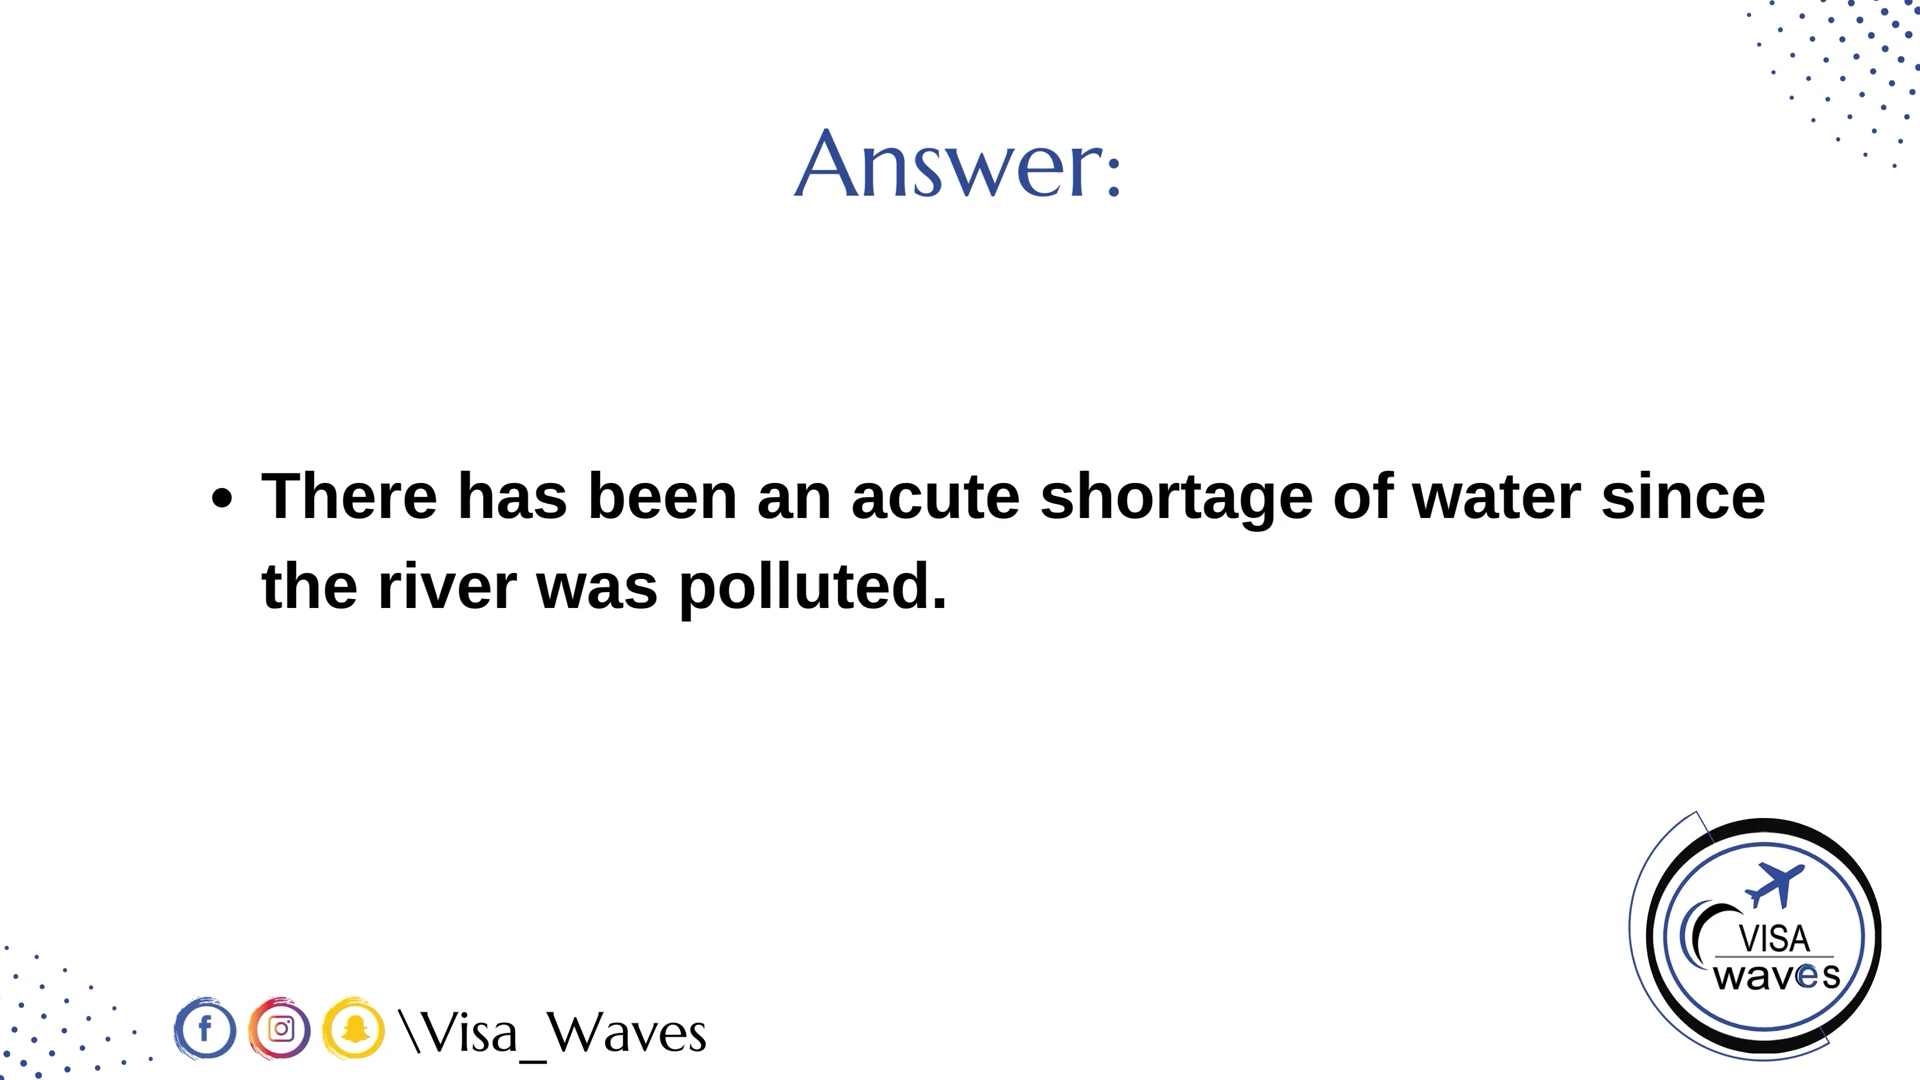 Answer:
• There has been an acute shortage of water since
the river was polluted.
VISA
waves
\Visa_Waves